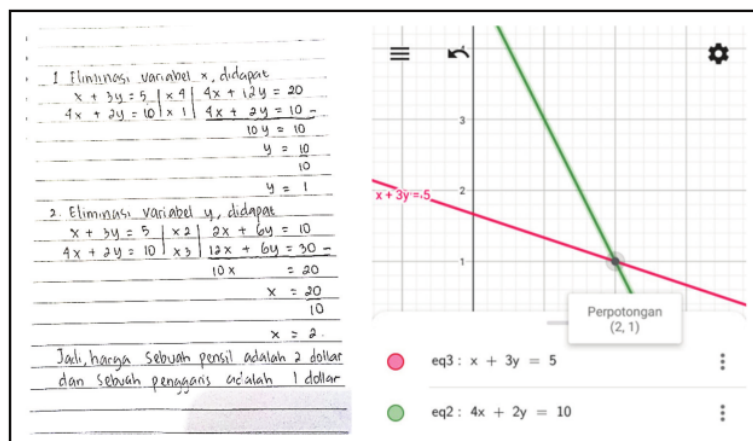 1 Eliminasi variabel x, didapat
x + 3y = 5 | x 4 | 4x + 12y = 20
4x + 2y = 10 | x 1 | 4x + 2y = 10 -
10 y = 10
y = 10
10
y = 1
2. Eliminasi variabel y, didapat
x + 3y = 5 | x 2 | 2x + 6y = 10
4x + 2y = 10 | x 3 | 12x + 6y = 30 -
10 x = 20
x = 20
10
x = 2.
Jadi, harga sebuah pensil adalah 2 dollar
dan sebuah penggaris adalah 1 dollar
3
2
x + 3y = 5
1
Perpotongan
(2, 1)
eq3 : x + 3y = 5
eq2 : 4x + 2y = 10